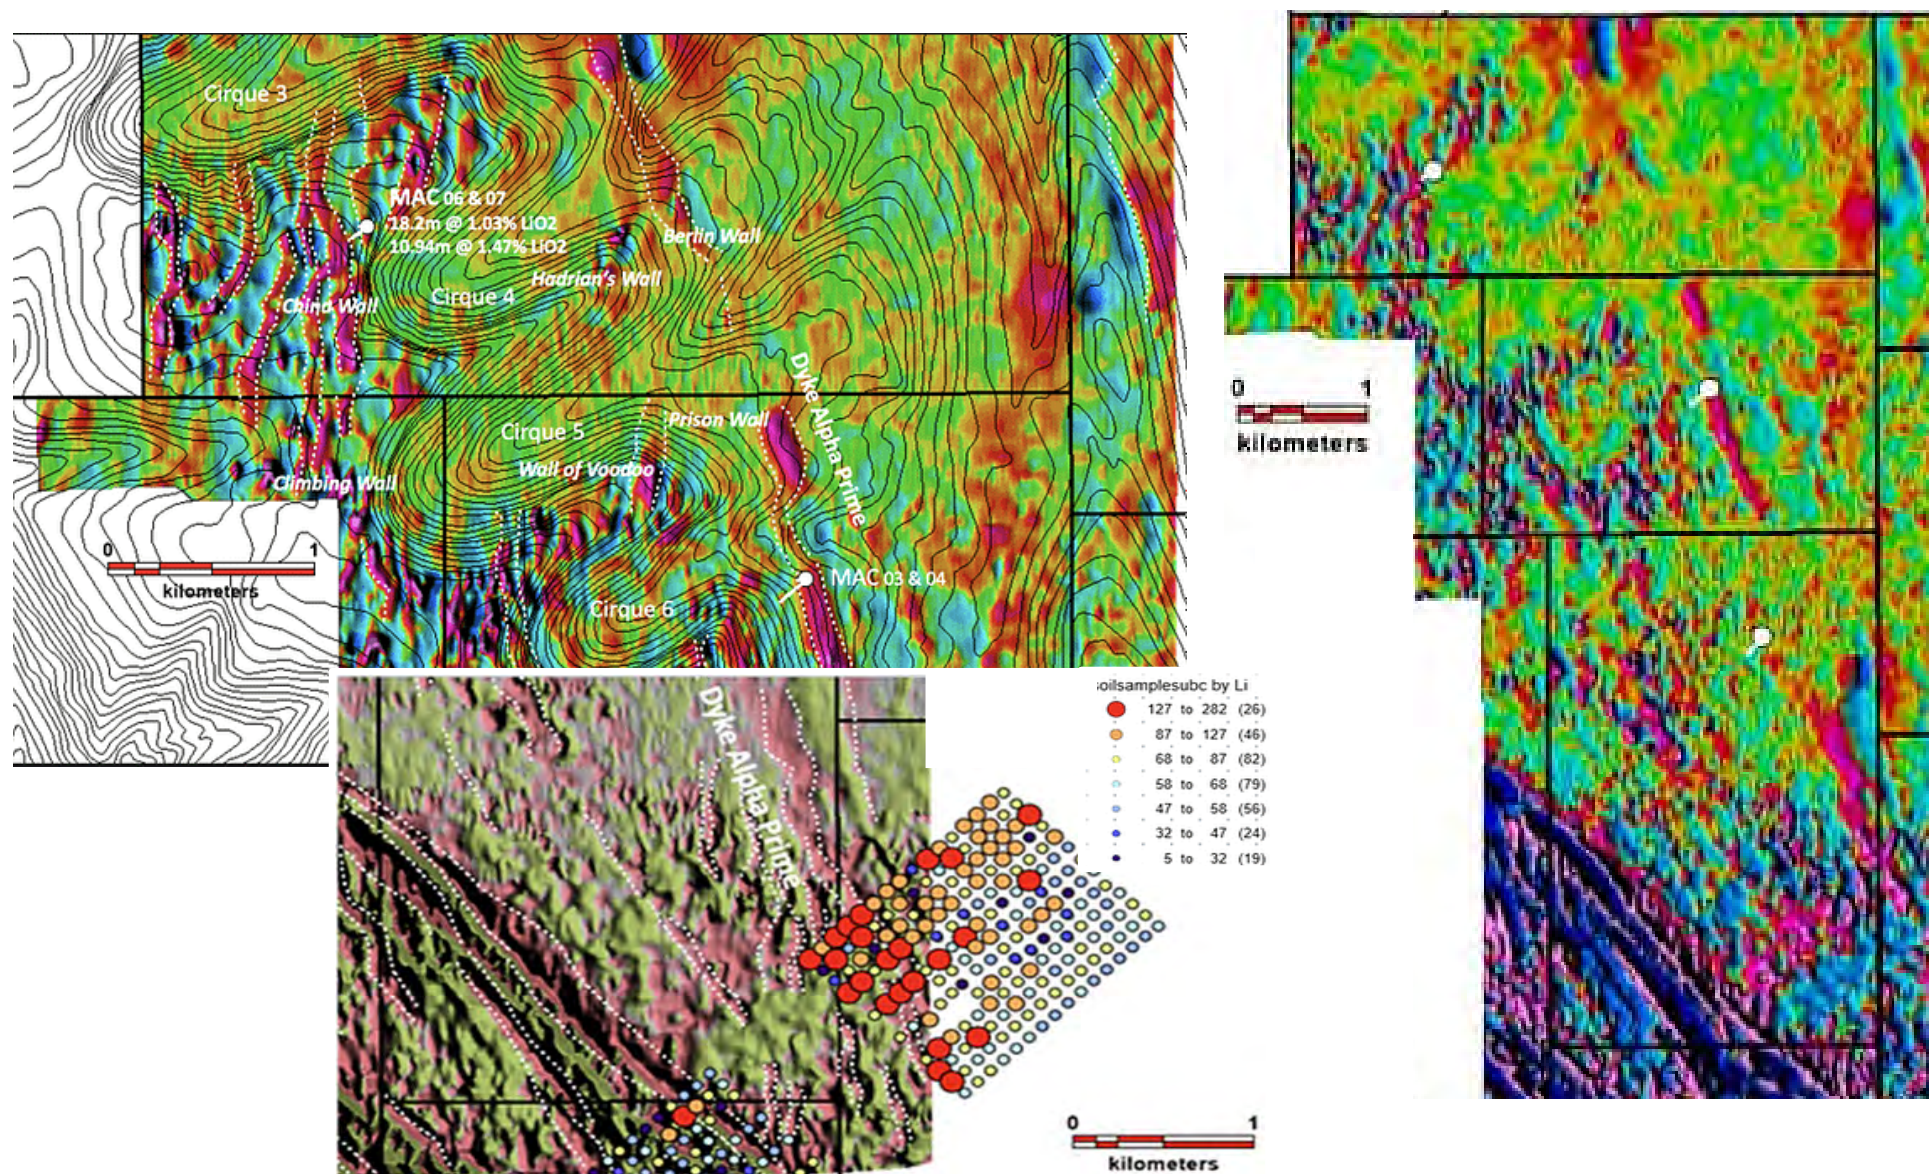 Cirque 3
MAC 06 & 07
18.2m @ 1.03% LIO2
10.94m @ 1.47% LIO2
Berlin Wall
Hadrian's Wall
Cirque 4
China Wall
Dyke Alpha Prime
Prison Wall
Cirque 5
Wall of Voodoo
Climbing Wall
0 1
kilometers
MAC 03 & 04
Cirque 6
0 1
kilometers
Dyke Alpha Prime
soilsamplesubc by Li
127 to 282 (26)
87 to 127 (46)
68 to 87 (82)
58 to 68 (79)
47 to 58 (56)
32 to 47 (24)
5 to 32 (19)
0 1
kilometers